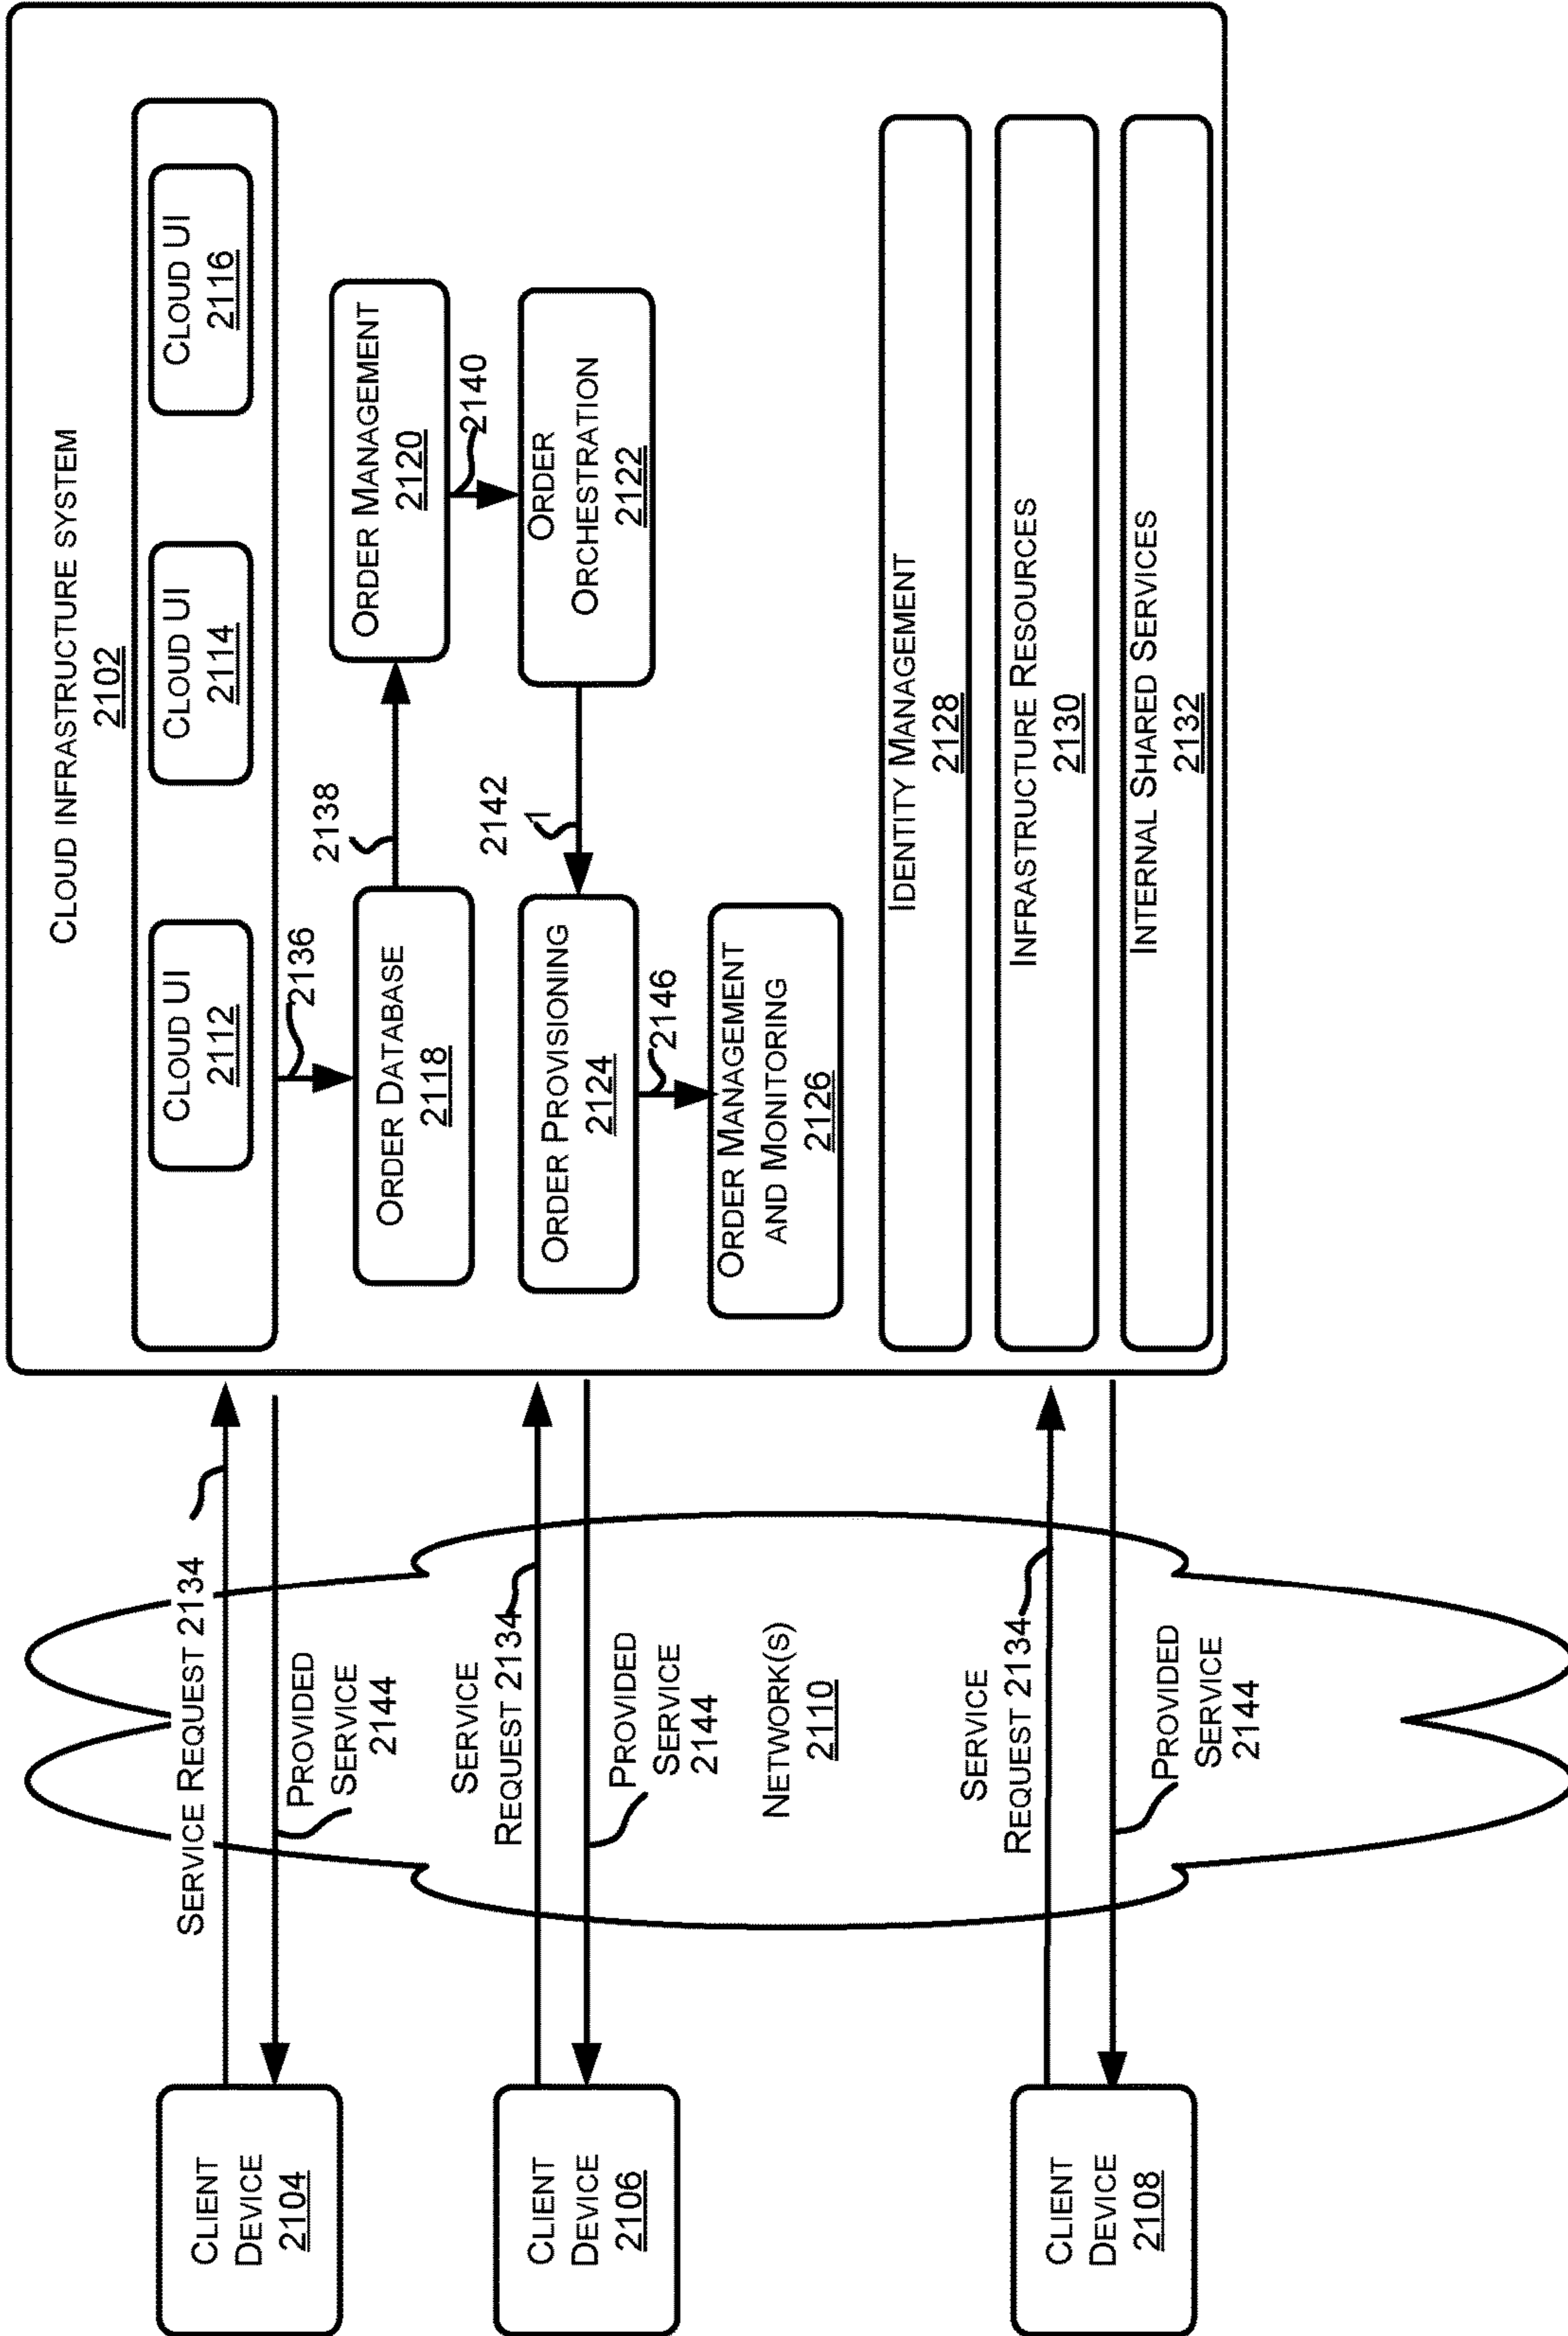 CLIENT
DEVICE
2104
CLIENT
DEVICE
2106
CLIENT
DEVICE
2108
SERVICE REQUEST 2134
PROVIDED
SERVICE
2144
SERVICE
REQUEST 2134
PROVIDED
SERVICE
2144
NETWORK(S)
2110
SERVICE
REQUEST 2134
PROVIDED
SERVICE
2144
CLOUD INFRASTRUCTURE SYSTEM
2102
CLOUD UI
2112
CLOUD UI
2114
CLOUD UI
2116
2136
ORDER DATABASE
2118
2138
ORDER MANAGEMENT
2120
2140
ORDER
ORCHESTRATION
2122
2142
1
ORDER PROVISIONING
2124
2146
ORDER MANAGEMENT
AND MONITORING
2126
IDENTITY MANAGEMENT
2128
INFRASTRUCTURE RESOURCES
2130
INTERNAL SHARED SERVICES
2132